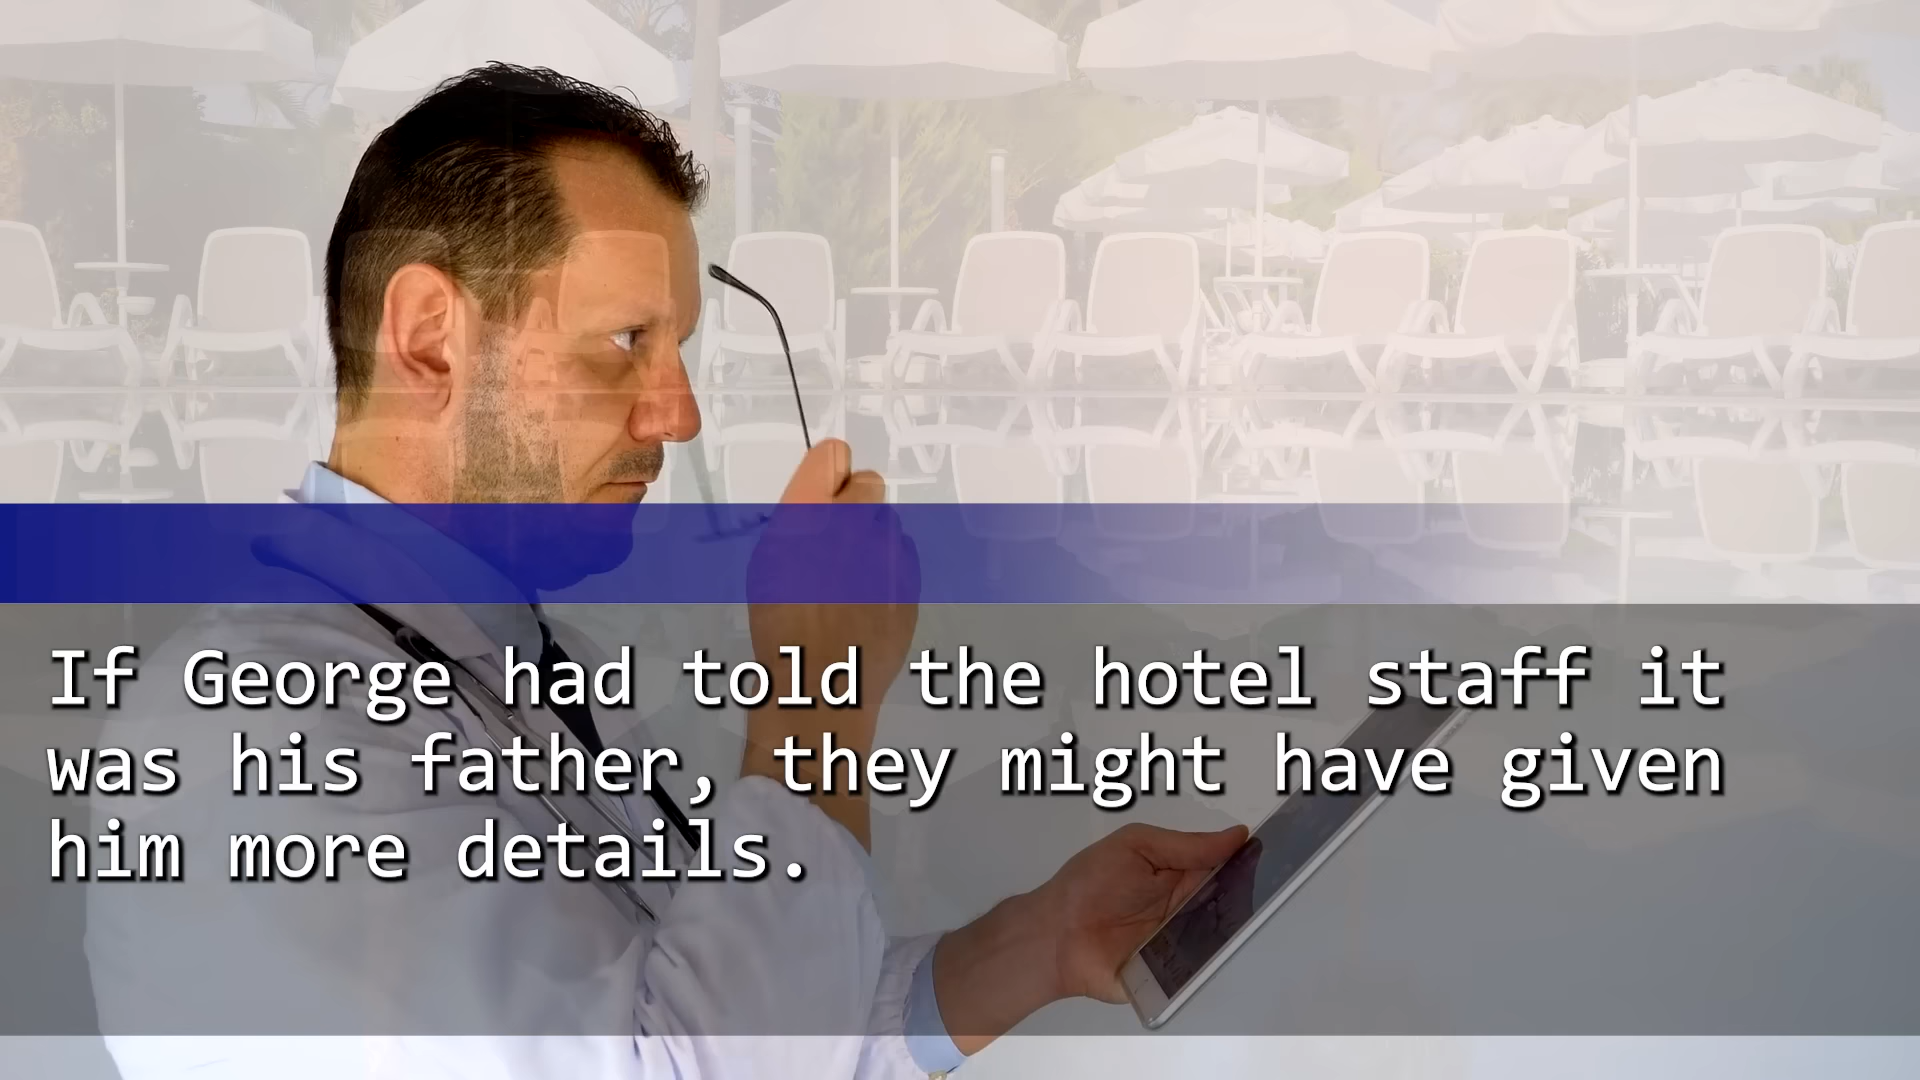 If George had told the hotel staff it
was his father, they might have given
him more details.